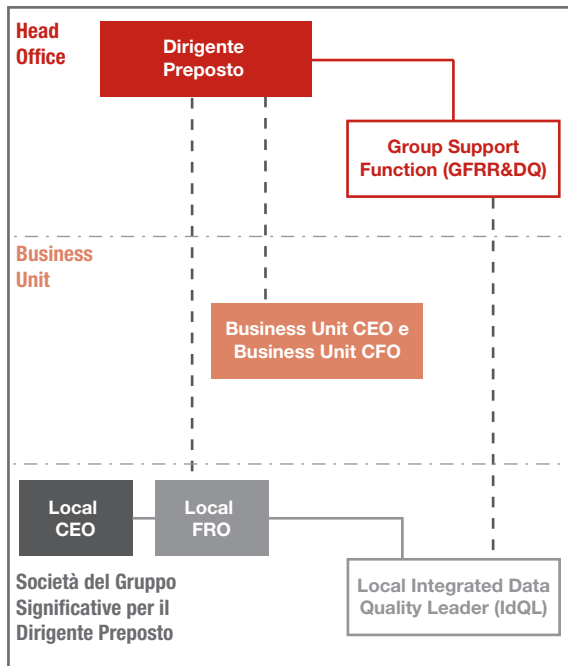 Head
Office
Dirigente
Preposto
Group Support
Function (GFRR&DQ)
Business
Unit
Business Unit CEO e
Business Unit CFO
Local
CEO
Local
FRO
Società del Gruppo
Significative per il
Dirigente Preposto
Local Integrated Data
Quality Leader (IdQL)